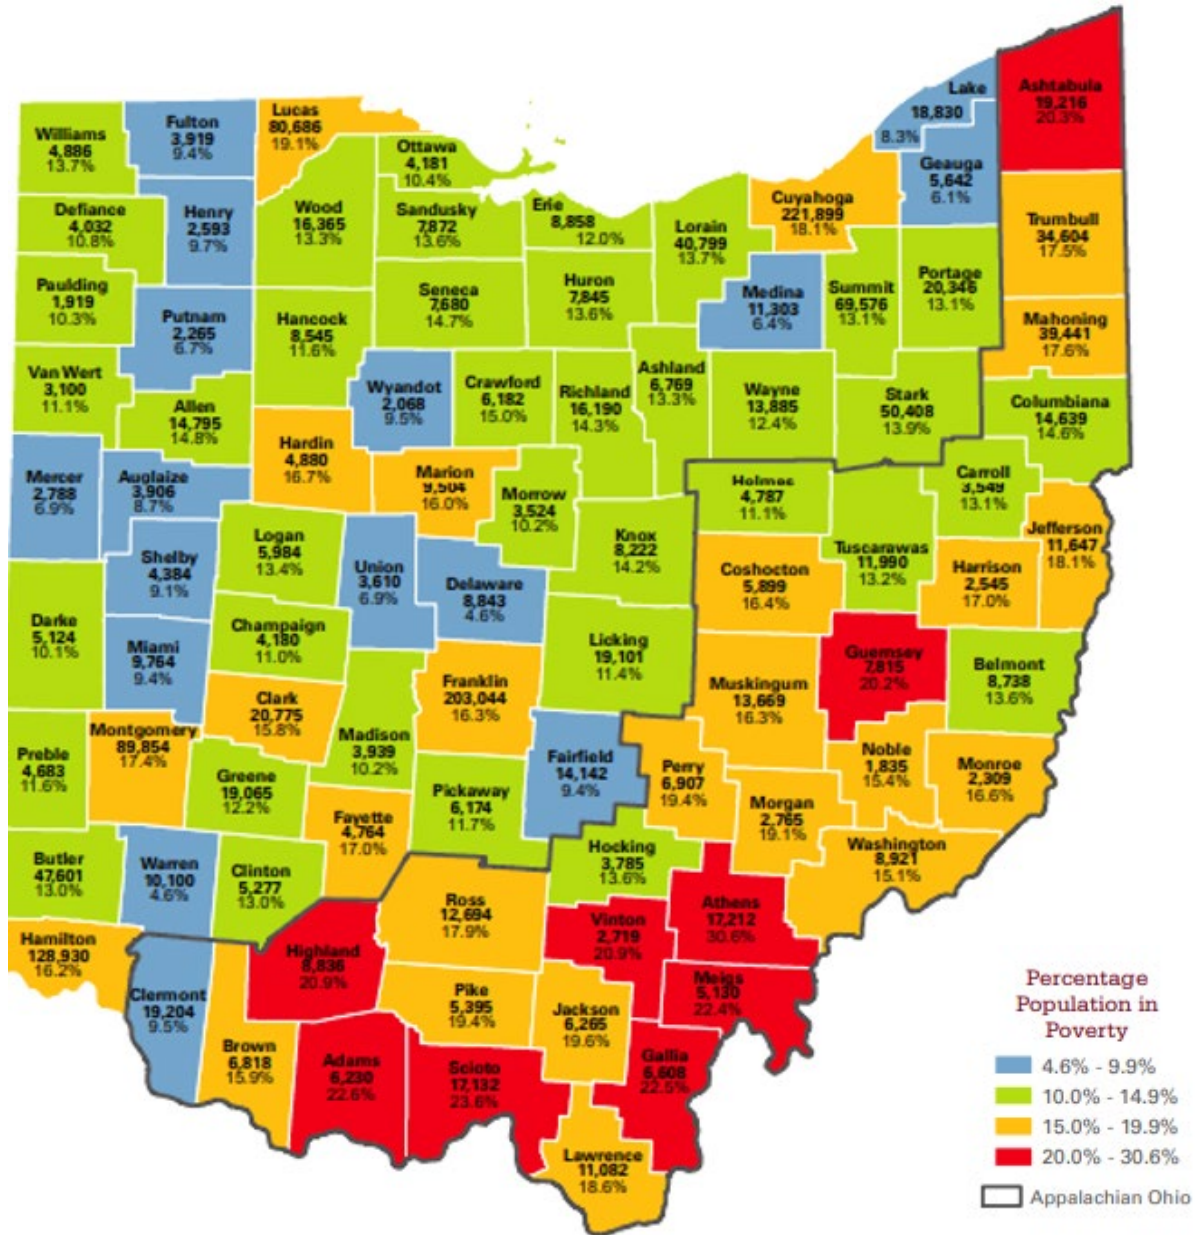 Lake
18,830
8.3%
Ashtabula
19,216
20.3%
Williams
4,886
13.7%
Fulton
3,919
9.4%
Lucas
80,686
19.1%
Ottawa
4,181
10.4%
Geauga
5,642
6.1%
Defiance
4,032
10.8%
Henry
2,593
9.7%
Wood
16,365
13.3%
Sandusky
7,872
13.6%
Erie
8,858
12.0%
Lorain
40,799
13.7%
Cuyahoga
221,899
18.1%
Trumbull
34,604
17.5%
Paulding
1,919
10.3%
Putnam
2,265
6.7%
Hancock
8,545
11.6%
Seneca
7,680
14.7%
Huron
7,845
13.6%
Medina
11,303
6.4%
Summit
69,576
13.1%
Portage
20,346
13.1%
Mahoning
39,441
17.6%
Van Wert
3,100
11.1%
Allen
14,795
14.8%
Wyandot
2,068
9.5%
Crawford
6,182
15.0%
Richland
16,190
14.3%
Ashland
6,769
13.3%
Wayne
13,885
12.4%
Stark
50,408
13.9%
Columbiana
14,639
14.6%
Mercer
2,788
6.9%
Auglaize
3,906
8.7%
Hardin
4,880
16.7%
Marion
9,504
16.0%
Morrow
3,524
10.2%
Knox
8,222
14.2%
Holmes
4,787
11.1%
Tuscarawas
11,990
13.2%
Carroll
3,549
13.1%
Jefferson
11,647
18.1%
Shelby
4,384
9.1%
Logan
5,984
13.4%
Union
3,610
6.9%
Delaware
8,843
4.6%
Coshocton
5,899
16.4%
Harrison
2,545
17.0%
Darke
5,124
10.1%
Miami
9,764
9.4%
Champaign
4,180
11.0%
Licking
19,101
11.4%
Guernsey
7,815
20.2%
Belmont
8,738
13.6%
Clark
20,775
15.8%
Madison
3,939
10.2%
Franklin
203,044
16.3%
Muskingum
13,669
16.3%
Preble
4,683
11.6%
Montgomery
89,854
17.4%
Greene
19,065
12.2%
Fayette
4,764
17.0%
Pickaway
6,174
11.7%
Fairfield
14,142
9.4%
Perry
6,907
19.4%
Noble
1,835
15.4%
Monroe
2,309
16.6%
Morgan
2,765
19.1%
Washington
8,921
15.1%
Butler
47,601
13.0%
Warren
10,100
4.6%
Clinton
5,277
13.0%
Hocking
3,785
13.6%
Ross
12,694
17.9%
Athens
17,212
30.6%
Vinton
2,719
20.9%
Hamilton
128,930
16.2%
Highland
8,836
20.9%
Clermont
19,204
9.5%
Pike
5,395
19.4%
Jackson
6,265
19.6%
Meigs
5,130
22.4%
Brown
6,818
15.9%
Adams
6,230
22.6%
Scioto
17,132
23.6%
Gallia
6,608
22.5%
Lawrence
11,082
18.6%
Percentage
Population in
Poverty
4.6% - 9.9%
10.0% - 14.9%
15.0% - 19.9%
20.0% - 30.6%
Appalachian Ohio